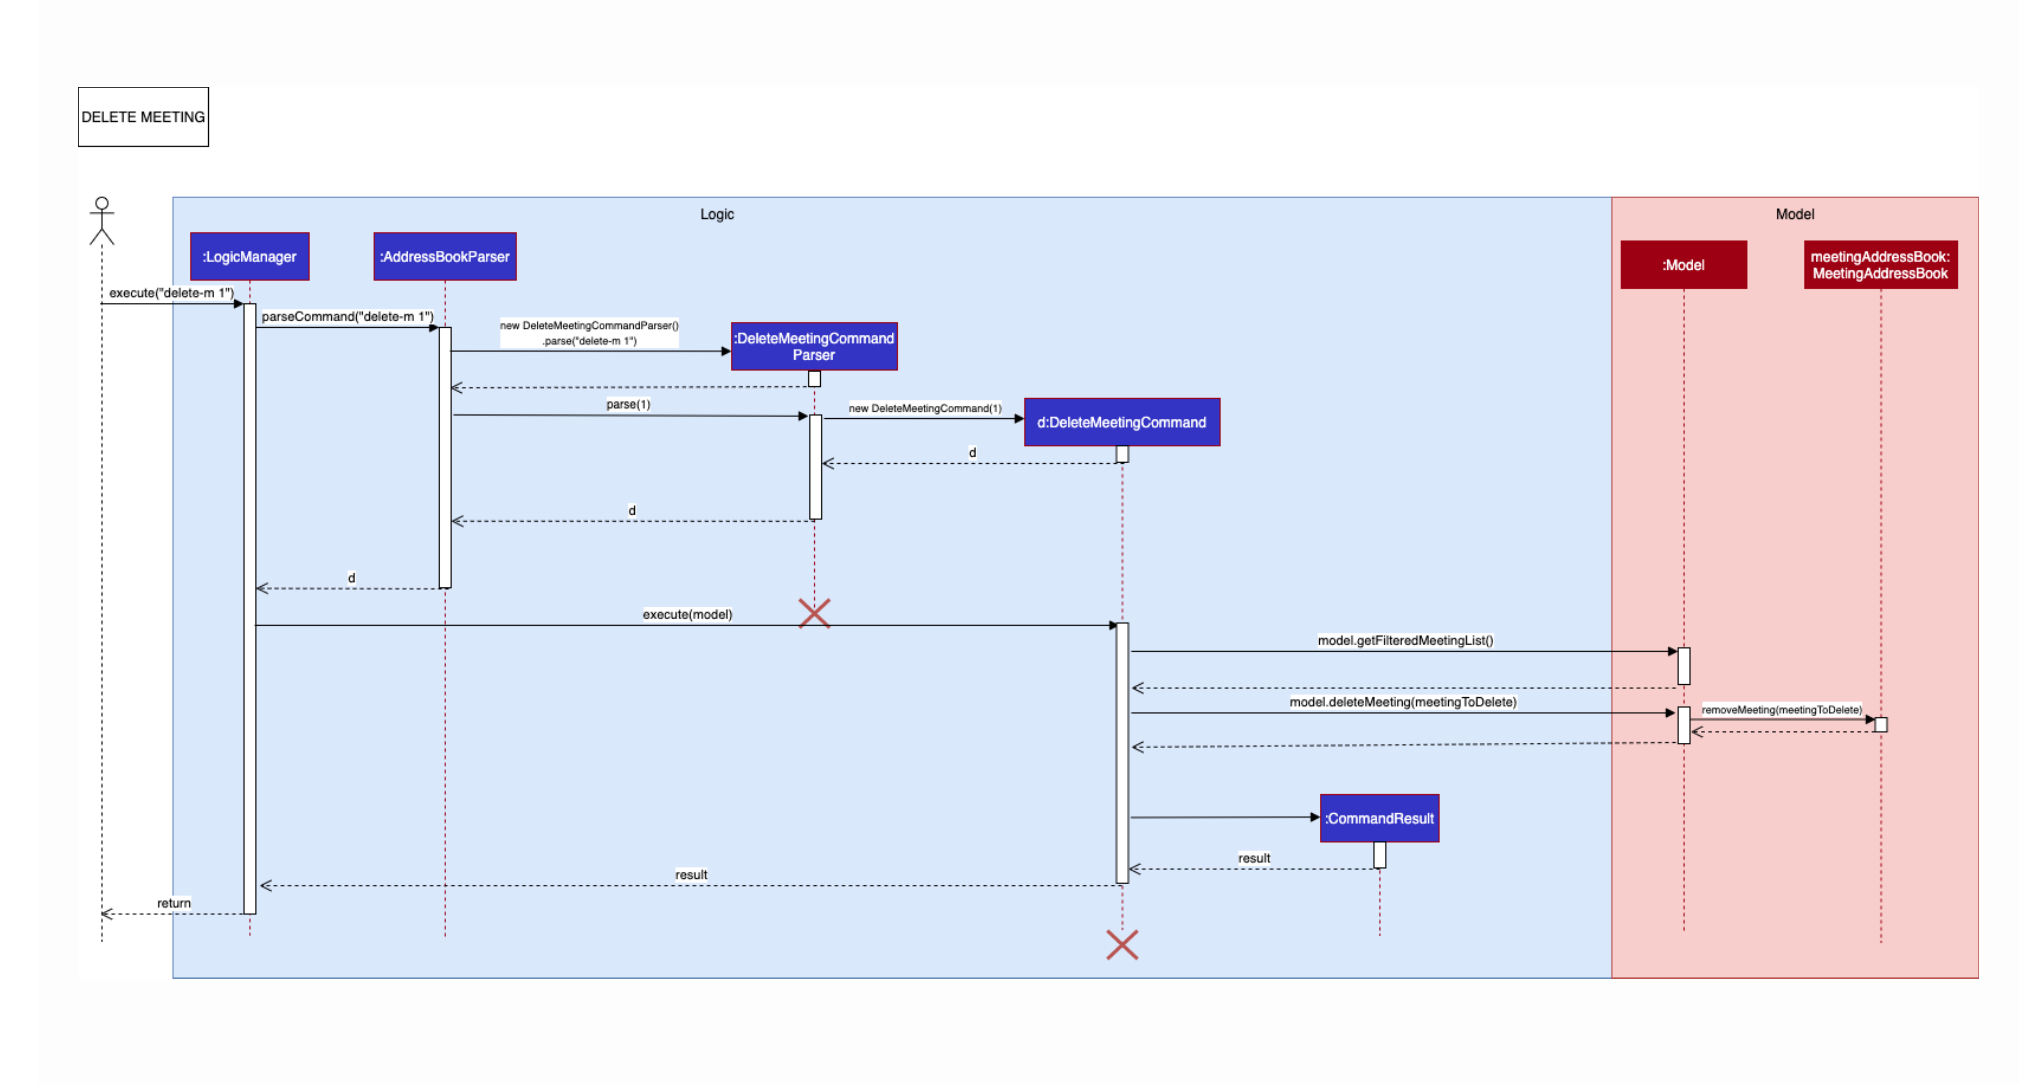 DELETE MEETING
Logic
Model
:LogicManager
:AddressBookParser
:Model
meetingAddressBook:
MeetingAddressBook
execute("delete-m 1")
parseCommand("delete-m 1")
new DeleteMeetingCommandParser()
.parse("delete-m 1")
:DeleteMeetingCommand
Parser
parse(1)
new DeleteMeetingCommand(1)
d:DeleteMeetingCommand
d
d
d
execute(model)
model.getFilteredMeetingList()
model.deleteMeeting(meetingToDelete)
removeMeeting(meetingToDelete)
:CommandResult
result
result
return